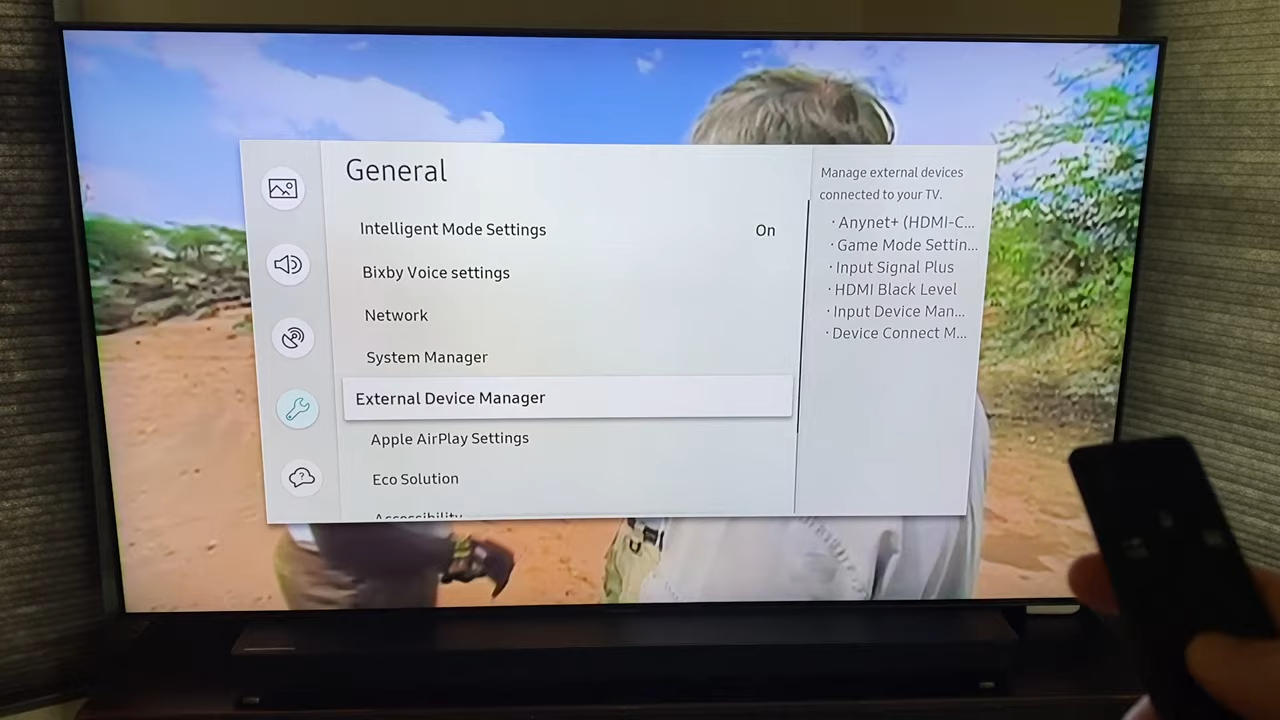 General
Intelligent Mode Settings On
Bixby Voice settings
Network
System Manager
External Device Manager
Apple AirPlay Settings
Eco Solution
Accessibility
Manage external devices
connected to your TV.
· Anynet+ (HDMI-C...
· Game Mode Settin...
· Input Signal Plus
· HDMI Black Level
· Input Device Man...
· Device Connect M...
?